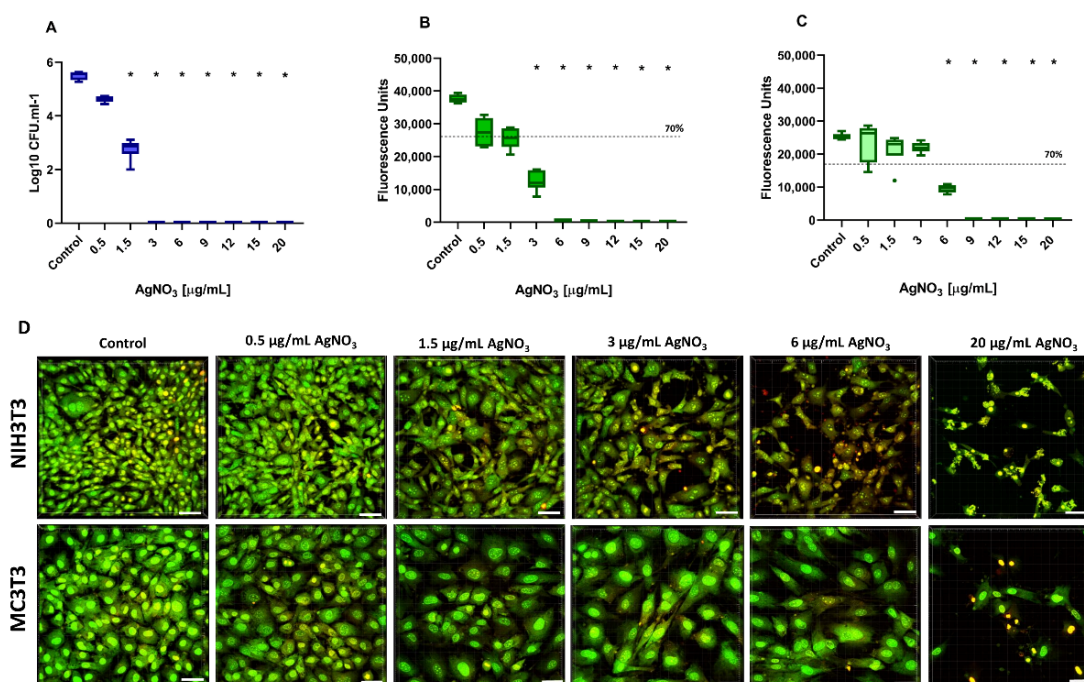 A
Log10 CFU.ml-1
6
4
2
0
* * * * * * *
Control 0.5 1.5 3 6 9 12 15 20
AgNO₃ [µg/mL]
B
Fluorescence Units
50,000
40,000
30,000
20,000
10,000
0
* * * * * *
70%
Control 0.5 1.5 3 6 9 12 15 20
AgNO₃ [µg/mL]
C
Fluorescence Units
50,000
40,000
30,000
20,000
10,000
0
* * * * *
70%
Control 0.5 1.5 3 6 9 12 15 20
AgNO₃ [µg/mL]
D
Control 0.5 µg/mL AgNO₃ 1.5 µg/mL AgNO₃ 3 µg/mL AgNO₃ 6 µg/mL AgNO₃ 20 µg/mL AgNO₃
NIH3T3
MC3T3